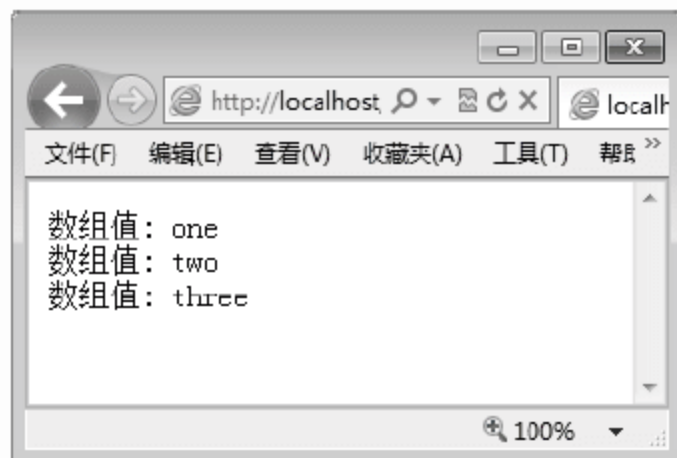 http://localhost
localh
文件(F) 编辑(E) 查看(V) 收藏夹(A) 工具(T) 帮
数组值: one
数组值: two
数组值: three
100%